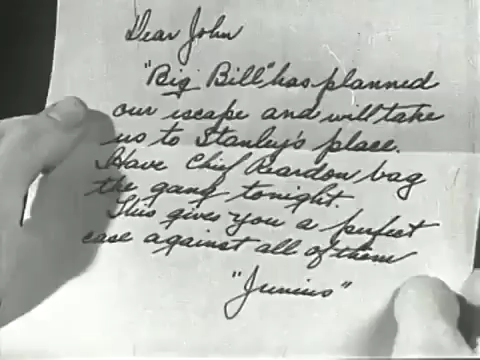 Dear John
"Big Bill" has planned
our escape and will take
us to Stanley's place.
Have Chief Reardon bag
the gang tonight.
This gives you a perfect
case against all of them
"Junius"